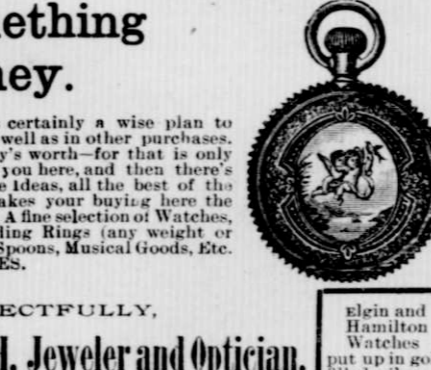 ething
ey.
certainly a wise plan to
well as in other purchases.
y's worth—for that is only
you here, and then there's
e Ideas, all the best of the
akes your buying here the
A fine selection of Watches,
ding Rings (any weight or
Spoons, Musical Goods, Etc.
ES.
ECTFULLY,
H. Jeweler and Optician.
Elgin and
Hamilton
Watches
put up in go